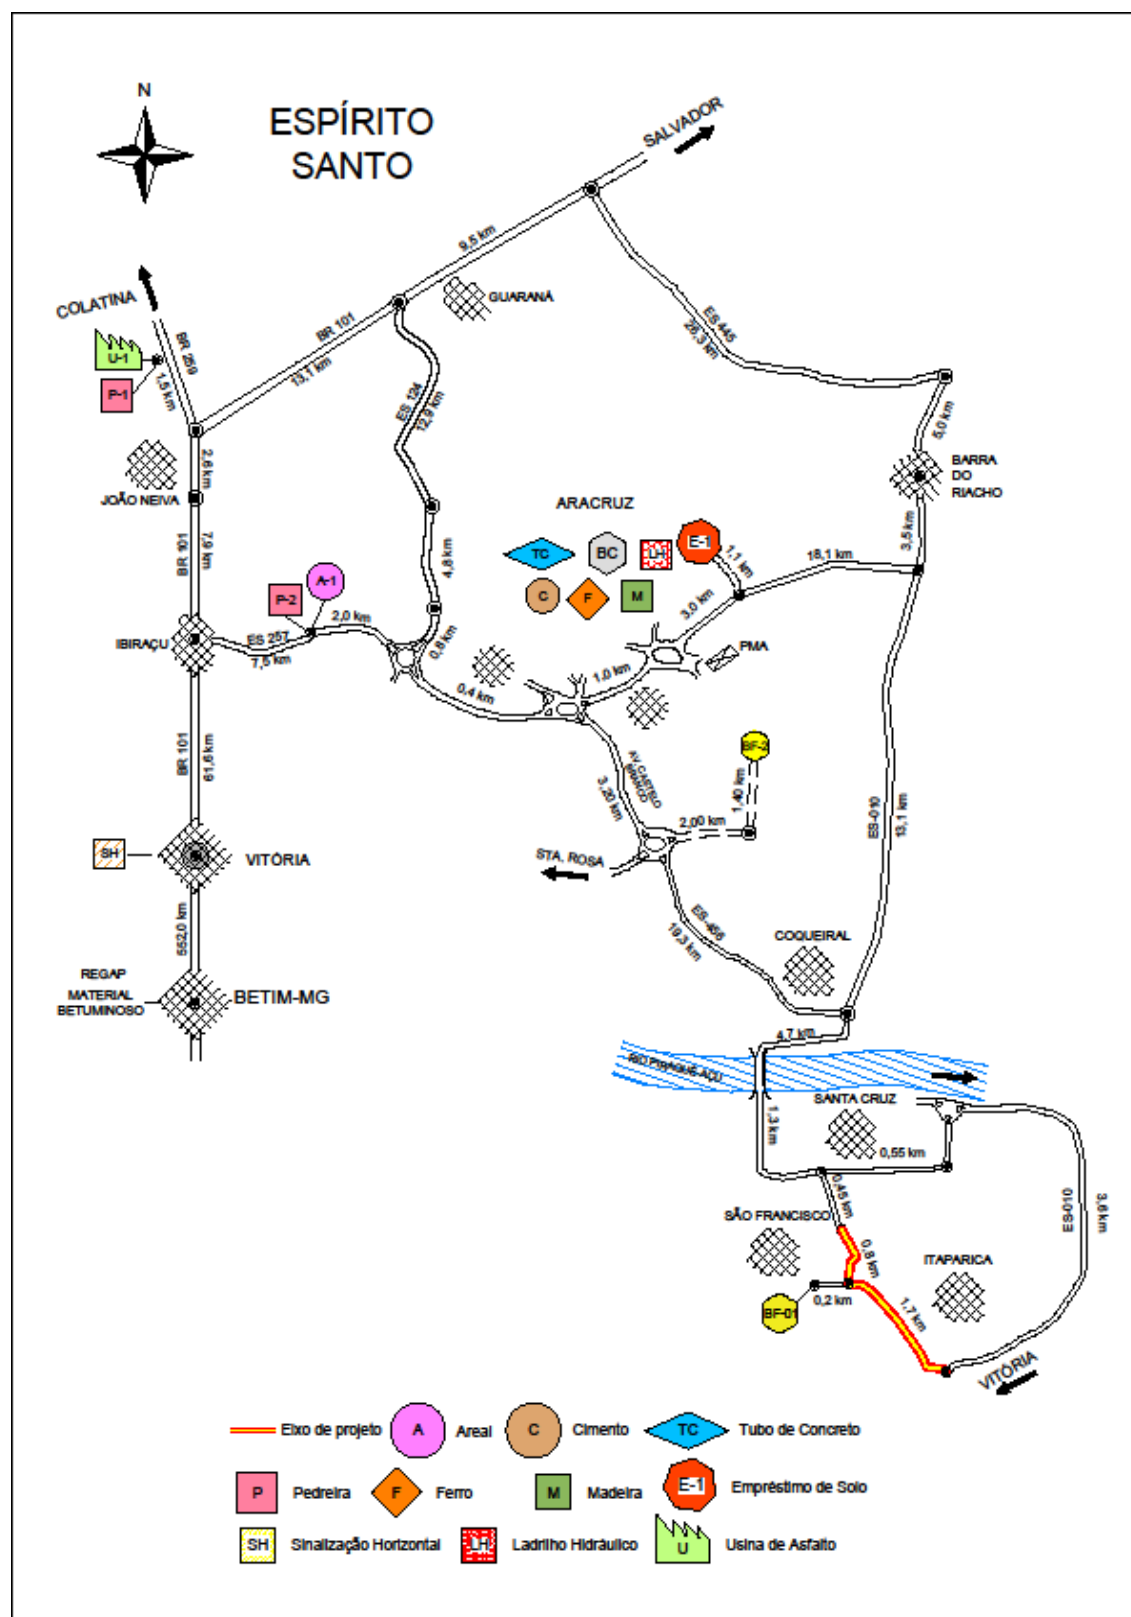 N
ESPÍRITO
SANTO
SALVADOR
9,5 km
COLATINA
GUARANÃ
BR 259
U-1
P-1
1,5 km
BR 101
13,1 km
ES 445
26,3 km
ES 124
12,9 km
5,0 km
2,6 km
JOÃO NEIVA
BARRA
DO
RIACHO
ARACRUZ
TC
BC
LH
E-1
1,1 km
C
F
M
BR 101
7,9 km
4,8 km
3,5 km
18,1 km
3,0 km
A-1
P-2
2,0 km
IBIRAÇU
ES 257
7,5 km
0,8 km
PMA
1,0 km
0,4 km
BR 101
61,6 km
AV. CASTELO
BRANCO
3,20 km
BF-2
1,40 km
2,00 km
ES-010
13,1 km
SH
VITÓRIA
STA. ROSA
ES-456
19,3 km
552,0 km
COQUEIRAL
REGAP
MATERIAL
BETUMINOSO
BETIM-MG
4,7 km
RIO PIRAQUÊ-AÇU
SANTA CRUZ
1,3 km
0,55 km
0,45 km
SÃO FRANCISCO
ES-010
3,6 km
0,8 km
ITAPARICA
0,2 km
BF-01
1,7 km
VITÓRIA
Eixo de projeto
A
Areal
C
Cimento
TC
Tubo de Concreto
P
Pedreira
F
Ferro
M
Madeira
E-1
Empréstimo de Solo
SH
Sinalização Horizontal
LH
Ladrilho Hidráulico
U
Usina de Asfalto